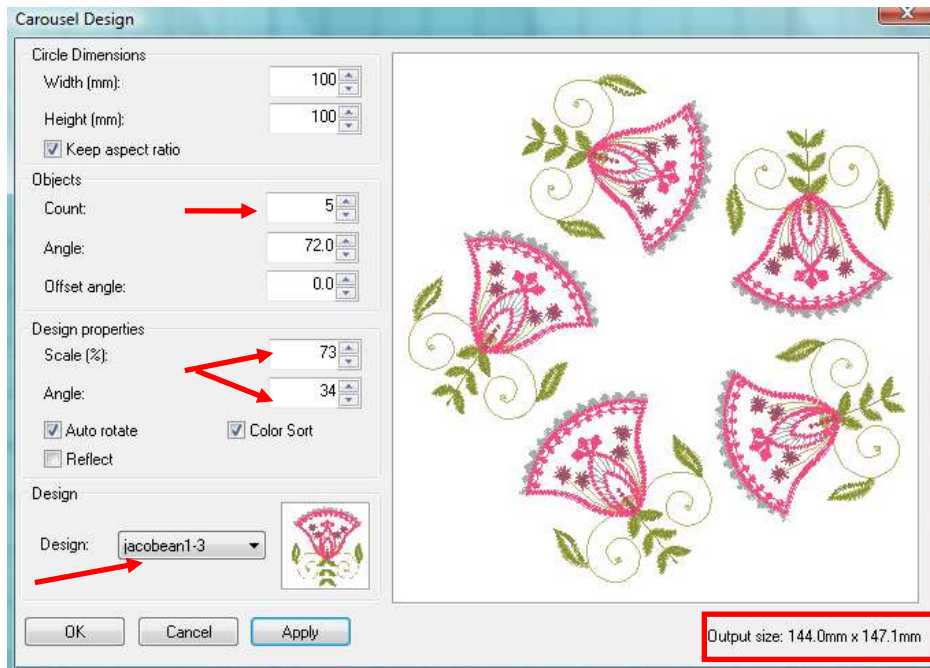 Carousel Design
Circle Dimensions
Width (mm): 100
Height (mm): 100
Keep aspect ratio
Objects
Count: 5
Angle: 72.0
Offset angle: 0.0
Design properties
Scale (%): 73
Angle: 34
Auto rotate Color Sort
Reflect
Design
Design: jacobean1-3
OK Cancel Apply
Output size: 144.0mm x 147.1mm